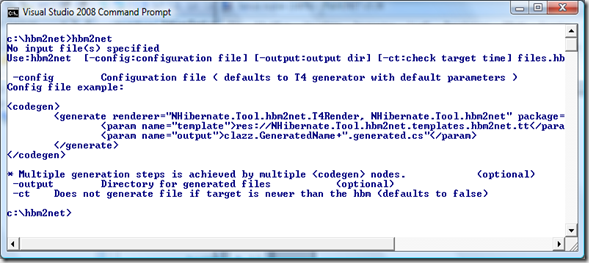 Visual Studio 2008 Command Prompt
c:\hbm2net>hbm2net
No input file(s) specified
Use:hbm2net [-config:configuration file] [-output:output dir] [-ct:check target time] files.hb
-config Configuration file ( defaults to T4 generator with default parameters )
Config file example:
<codegen>
<generate renderer="NHibernate.Tool.hbm2net.T4Render, NHibernate.Tool.hbm2net" package=
<param name="template">res://NHibernate.Tool.hbm2net.templates.hbm2net.tt</para
<param name="output">clazz.GeneratedName+".generated.cs"</param>
</generate>
</codegen>
* Multiple generation steps is achieved by multiple <codegen> nodes. (optional)
-output Directory for generated files (optional)
-ct Does not generate file if target is newer than the hbm (defaults to false)
c:\hbm2net>